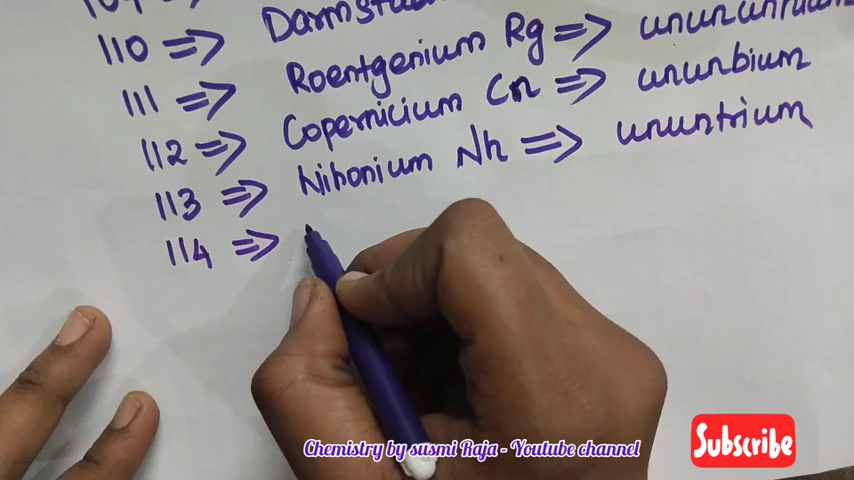 110 => Darmsta
111 => Roentgenium Rg => unununium
112 => Copernicium Cn => ununbium
113 => Nihonium Nh => ununtrium
114 =>
Chemistry by susmi Raja - Youtube channel
Subscribe